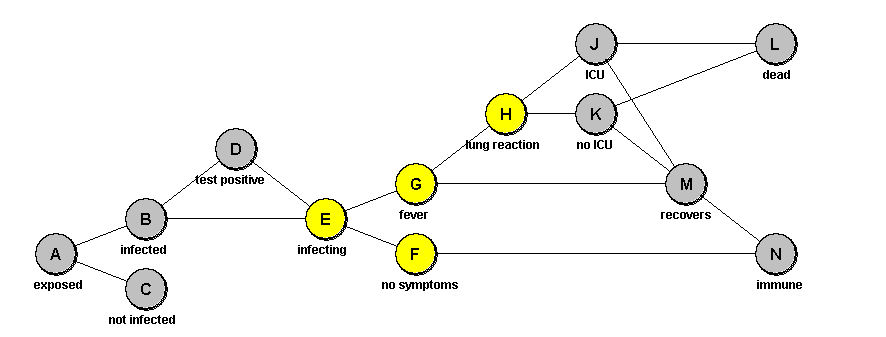 J
ICU
L
dead
H
lung reaction
K
no ICU
D
test positive
G
fever
M
recovers
B
infected
E
infecting
A
exposed
F
no symptoms
N
immune
C
not infected